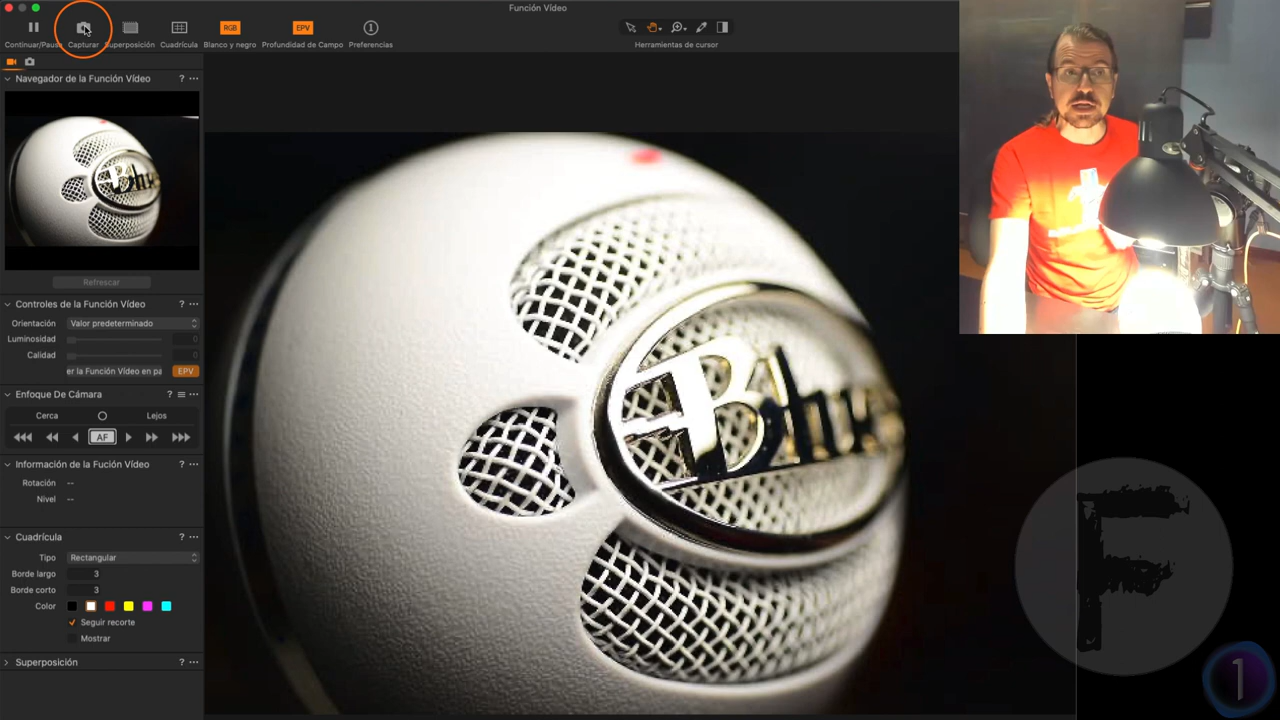 Función Vídeo
Continuar/Pausa Capturar Superposición Cuadrícula Blanco y negro Profundidad de Campo Preferencias
RGB EPV
Herramientas de cursor
Navegador de la Función Vídeo ? ...
Blue
Refrescar
Controles de la Función Vídeo ? ...
Orientación Valor predeterminado
Luminosidad 0
Calidad 0
er la Función Vídeo en pa EPV
Enfoque De Cámara ? ...
Cerca Lejos
AF
Información de la Fución Vídeo ? ...
Rotación --
Nivel --
Cuadrícula ? ...
Tipo Rectangular
Borde largo 3
Borde corto 3
Color
Seguir recorte
Mostrar
Superposición ? ...
Blue
F
1